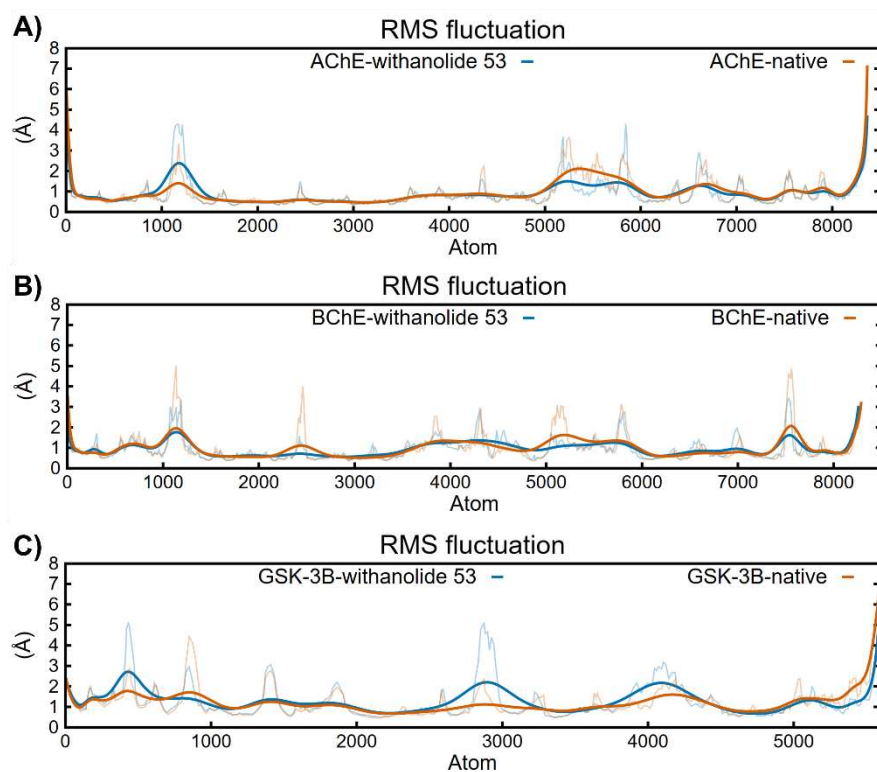 A)
RMS fluctuation
AChE-withanolide 53 AChE-native
8
7
6
5
4
3
2
1
0
(Å)
0 1000 2000 3000 4000 5000 6000 7000 8000
Atom
B)
RMS fluctuation
BChE-withanolide 53 BChE-native
8
7
6
5
4
3
2
1
0
(Å)
0 1000 2000 3000 4000 5000 6000 7000 8000
Atom
C)
RMS fluctuation
GSK-3B-withanolide 53 GSK-3B-native
8
7
6
5
4
3
2
1
0
(Å)
0 1000 2000 3000 4000 5000
Atom